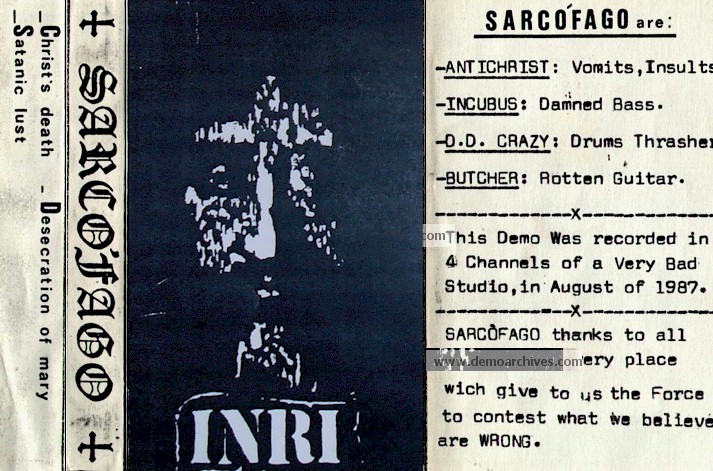 _Christ's death _ Desecration of mary
_Satanic lust
SARCÓFAGO
INRI
SARCÓFAGO are:
-ANTICHRIST: Vomits,Insults
-INCUBUS: Damned Bass.
-D.D. CRAZY: Drums Thrasher
-BUTCHER: Rotten Guitar.
-------------X-------------
This Demo Was recorded in
4 Channels of a Very Bad
Studio,in August of 1987.
-------------X-------------
SARCÓFAGO thanks to all
www.demoarchives.com
place
wich give to us the Force
to contest what we believe
are WRONG.